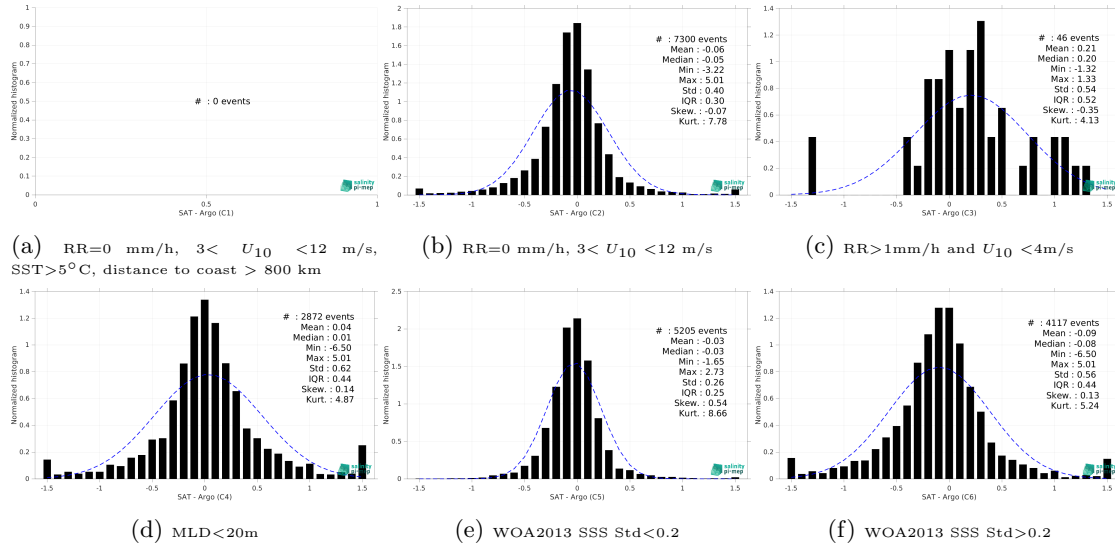 1
0.9
0.8
0.7
0.6
0.5
0.4
0.3
0.2
0.1
0
Normalized histogram
# : 0 events
salinity
pi-mep
0 0.5 1
SAT - Argo (C1)
(a) RR=0 mm/h, 3< U10 <12 m/s,
SST>5°C, distance to coast > 800 km
2
1.8
1.6
1.4
1.2
1
0.8
0.6
0.4
0.2
0
Normalized histogram
# : 7300 events
Mean : -0.06
Median : -0.05
Min : -3.22
Max : 5.01
Std : 0.40
IQR : 0.30
Skew. : -0.07
Kurt. : 7.78
salinity
pi-mep
-1.5 -1 -0.5 0 0.5 1 1.5
SAT - Argo (C2)
(b) RR=0 mm/h, 3< U10 <12 m/s
1.4
1.2
1
0.8
0.6
0.4
0.2
0
Normalized histogram
# : 46 events
Mean : 0.21
Median : 0.20
Min : -1.32
Max : 1.33
Std : 0.54
IQR : 0.52
Skew. : -0.35
Kurt. : 4.13
salinity
pi-mep
-1.5 -1 -0.5 0 0.5 1 1.5
SAT - Argo (C3)
(c) RR>1mm/h and U10 <4m/s
1.4
1.2
1
0.8
0.6
0.4
0.2
0
Normalized histogram
# : 2872 events
Mean : 0.04
Median : 0.01
Min : -6.50
Max : 5.01
Std : 0.62
IQR : 0.44
Skew. : 0.14
Kurt. : 4.87
salinity
pi-mep
-1.5 -1 -0.5 0 0.5 1 1.5
SAT - Argo (C4)
(d) MLD<20m
2.5
2
1.5
1
0.5
0
Normalized histogram
# : 5205 events
Mean : -0.03
Median : -0.03
Min : -1.65
Max : 2.73
Std : 0.26
IQR : 0.25
Skew. : 0.54
Kurt. : 8.66
salinity
pi-mep
-1.5 -1 -0.5 0 0.5 1 1.5
SAT - Argo (C5)
(e) WOA2013 SSS Std<0.2
1.4
1.2
1
0.8
0.6
0.4
0.2
0
Normalized histogram
# : 4117 events
Mean : -0.09
Median : -0.08
Min : -6.50
Max : 5.01
Std : 0.56
IQR : 0.44
Skew. : 0.13
Kurt. : 5.24
salinity
pi-mep
-1.5 -1 -0.5 0 0.5 1 1.5
SAT - Argo (C6)
(f) WOA2013 SSS Std>0.2